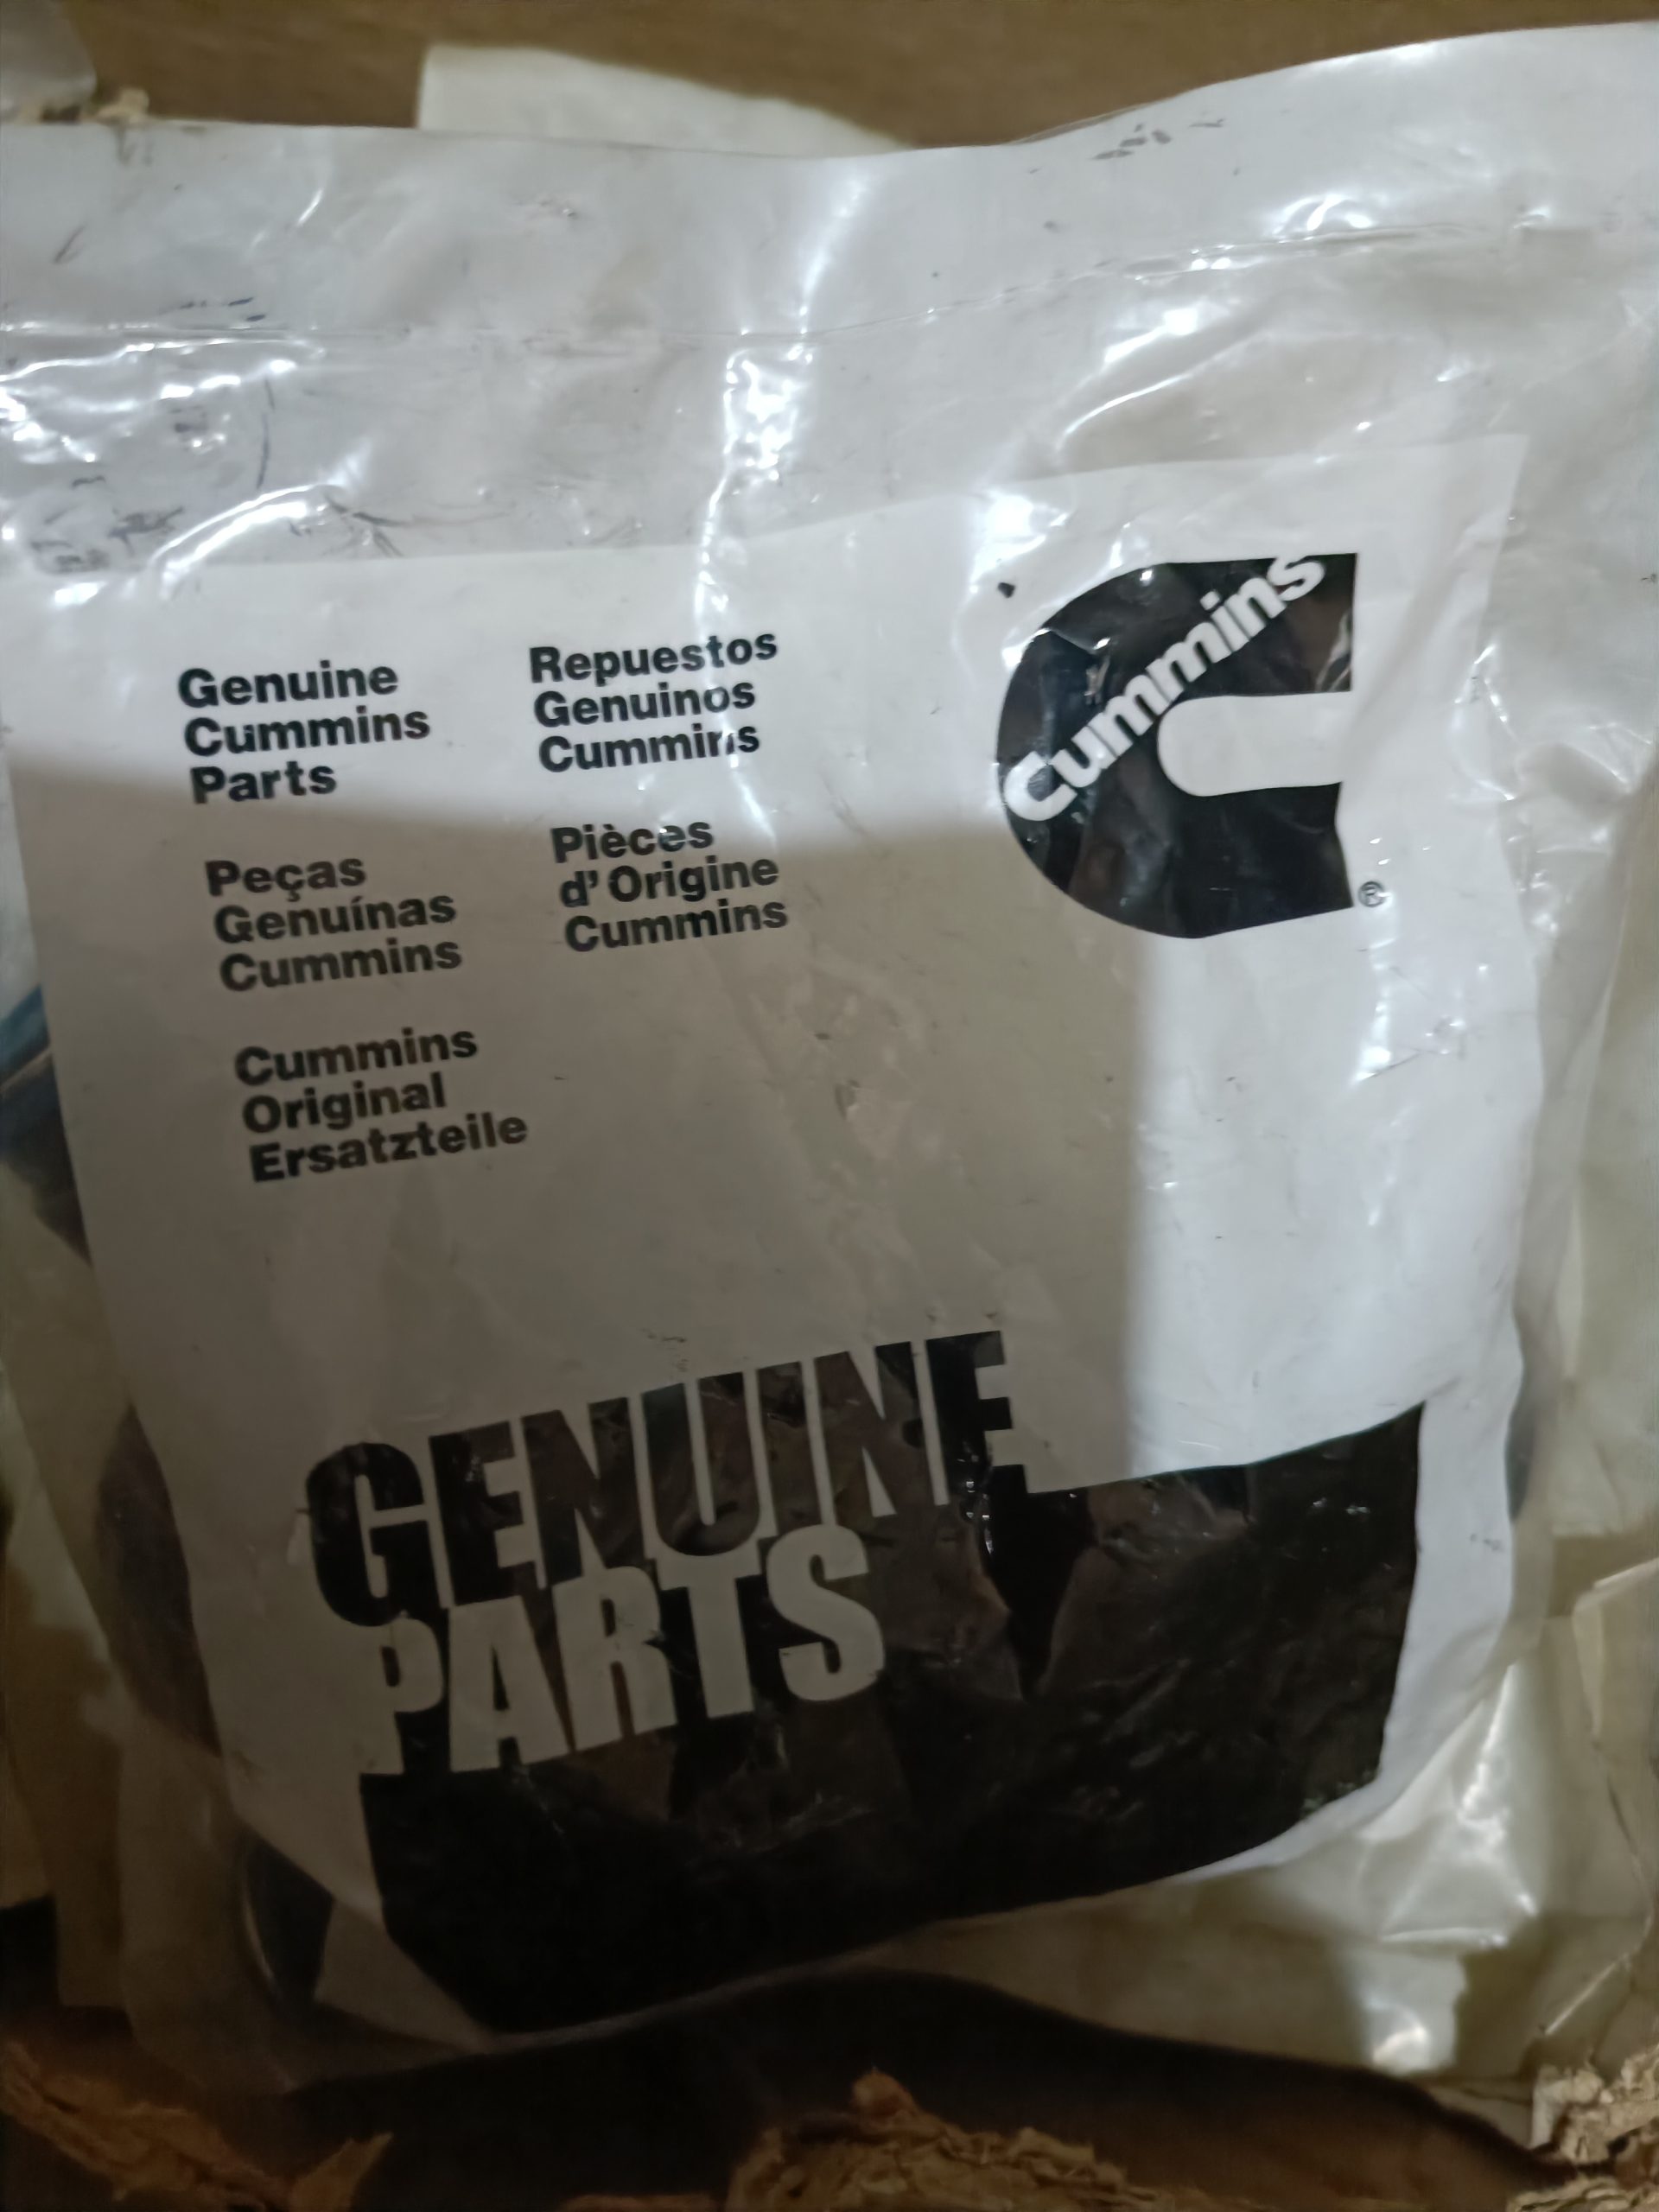 Genuine
Cummins
Parts
Repuestos
Genuinos
Cummins
Peças
Genuínas
Cummins
Pièces
d' Origine
Cummins
Cummins
Original
Ersatzteile
Cummins
®
GENUINE
PARTS